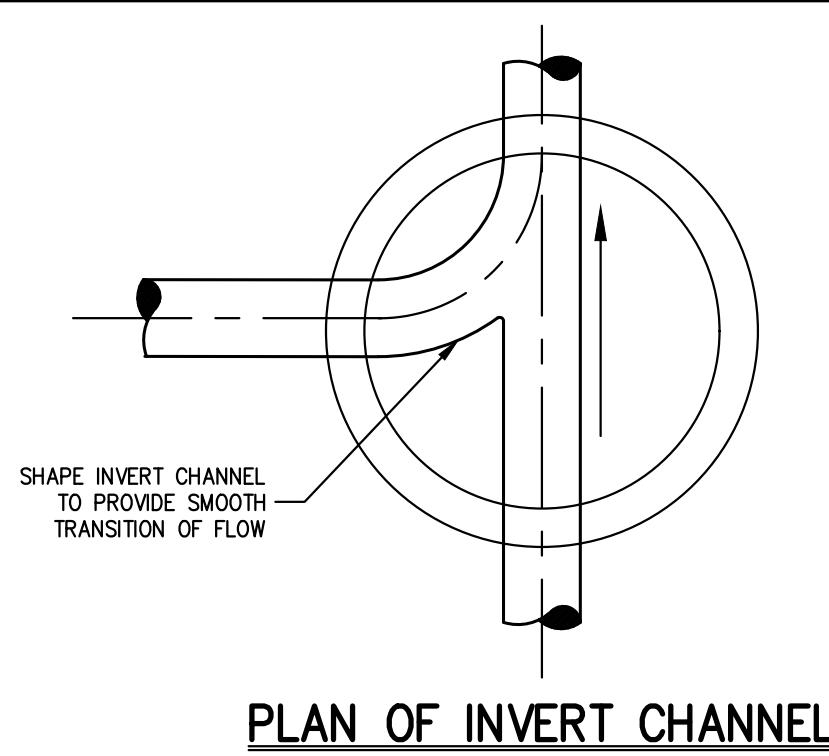 SHAPE INVERT CHANNEL
TO PROVIDE SMOOTH
TRANSITION OF FLOW
PLAN OF INVERT CHANNEL